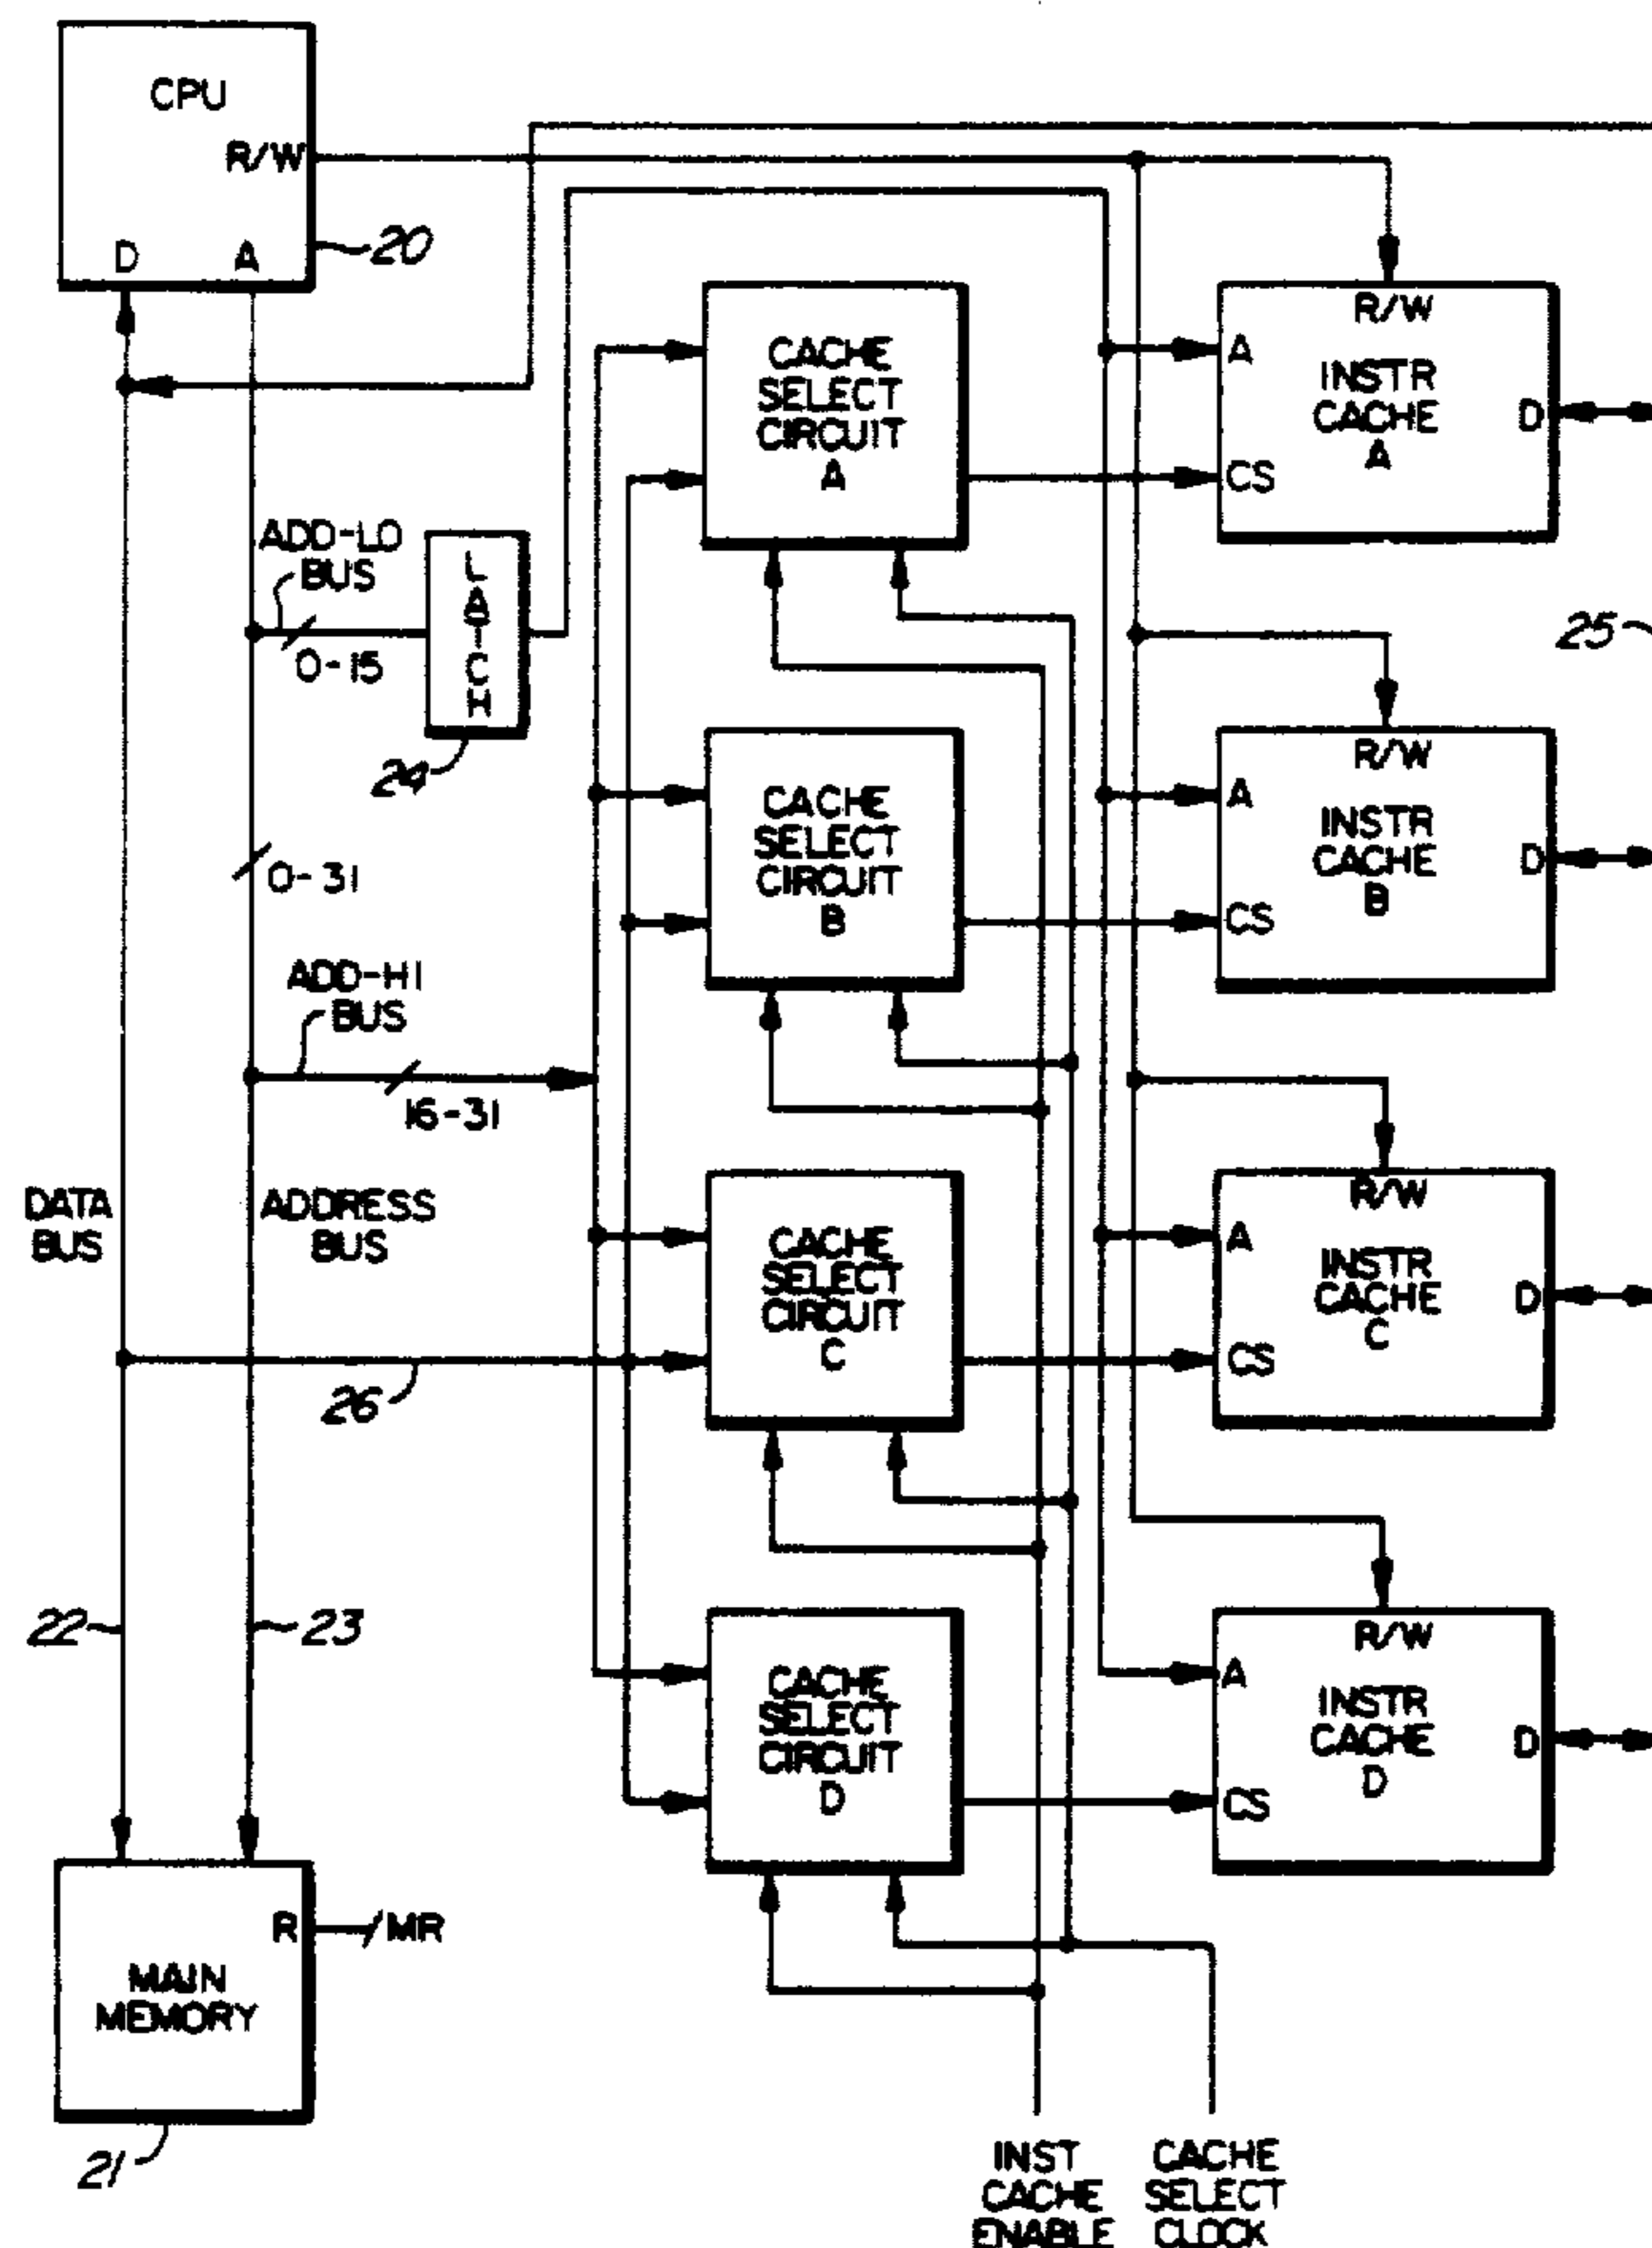 CPU
R/W
D A
20
CACHE
SELECT
CIRCUIT
A
R/W
A
INSTR
CACHE
A
D
CS
ADD-LO
BUS
0-15
LATCH
24
25
0-31
CACHE
SELECT
CIRCUIT
B
R/W
A
INSTR
CACHE
B
D
CS
ADD-HI
BUS
16-31
DATA
BUS
ADDRESS
BUS
26
CACHE
SELECT
CIRCUIT
C
R/W
A
INSTR
CACHE
C
D
CS
22
23
CACHE
SELECT
CIRCUIT
D
R/W
A
INSTR
CACHE
D
D
CS
R
/MR
MAIN
MEMORY
21
INST
CACHE
ENABLE
CACHE
SELECT
CLOCK